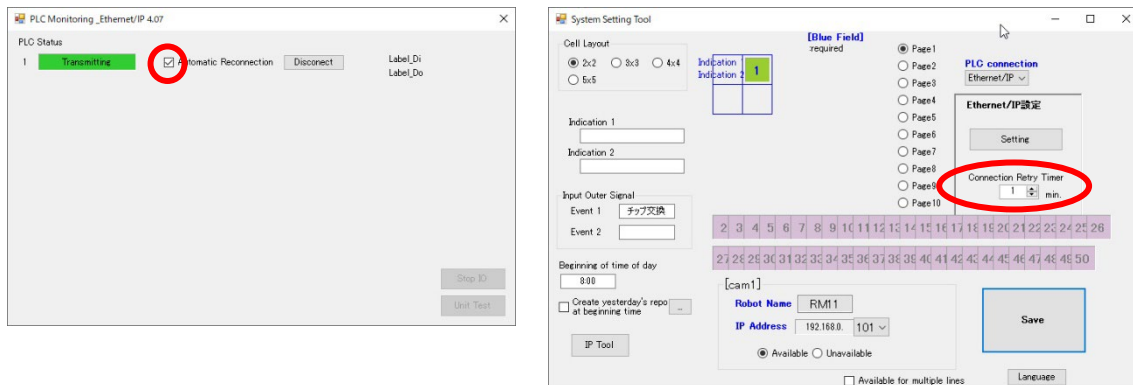 PLC Monitoring _Ethernet/IP 4.07
PLC Status
1 Transmitting Automatic Reconnection Disconect Label_Di
Label_Do
Stop IO
Unit Test
System Setting Tool
Cell Layout
2x2 3x3 4x4
5x5
[Blue Field]
:required
Indication 1
Indication 2
1
Page1
Page2
Page3
Page4
Page5
Page6
Page7
Page8
Page9
Page10
PLC connection
Ethernet/IP
Ethernet/IP設定
Setting
Connection Retry Timer
1 min.
Indication 1
Indication 2
Input Outer Signal
Event 1 チップ交換
Event 2
2 3 4 5 6 7 8 9 10 11 12 13 14 15 16 17 18 19 20 21 22 23 24 25 26
27 28 29 30 31 32 33 34 35 36 37 38 39 40 41 42 43 44 45 46 47 48 49 50
Beginning of time of day
8:00
Create yesterday's repo
at beginning time
...
IP Tool
[cam1]
Robot Name RM11
IP Address 192.168.0. 101
Available Unavailable
Save
Available for multiple lines
Language